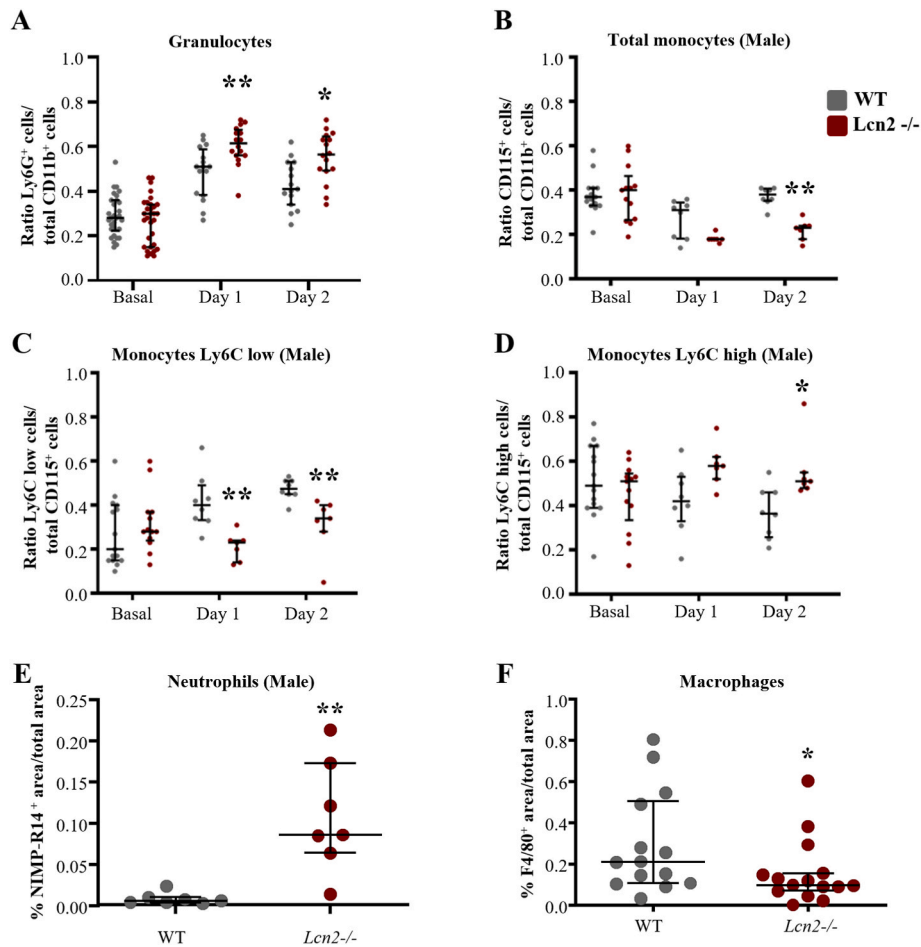 A
Granulocytes
Ratio Ly6G⁺ cells/
total CD11b⁺ cells
1.0
0.8
0.6
0.4
0.2
0.0
**
*
Basal
Day 1
Day 2
B
Total monocytes (Male)
Ratio CD115⁺ cells/
total CD11b⁺ cells
1.0
0.8
0.6
0.4
0.2
0.0
**
Basal
Day 1
Day 2
WT
Lcn2 -/-
C
Monocytes Ly6C low (Male)
Ratio Ly6C low cells/
total CD115⁺ cells
1.0
0.8
0.6
0.4
0.2
0.0
**
**
Basal
Day 1
Day 2
D
Monocytes Ly6C high (Male)
Ratio Ly6C high cells/
total CD115⁺ cells
1.0
0.8
0.6
0.4
0.2
0.0
*
Basal
Day 1
Day 2
E
Neutrophils (Male)
% NIMP-R14⁺ area/total area
0.25
0.20
0.15
0.10
0.05
0.00
**
WT
Lcn2-/-
F
Macrophages
% F4/80⁺ area/total area
1.0
0.8
0.6
0.4
0.2
0.0
*
WT
Lcn2-/-